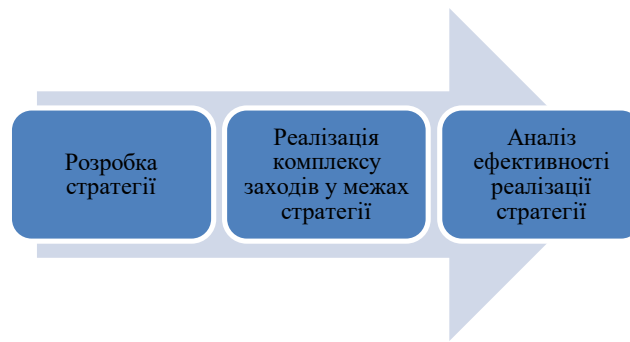 Розробка
стратегії
Реалізація
комплексу
заходів у межах
стратегії
Аналіз
ефективності
реалізації
стратегії